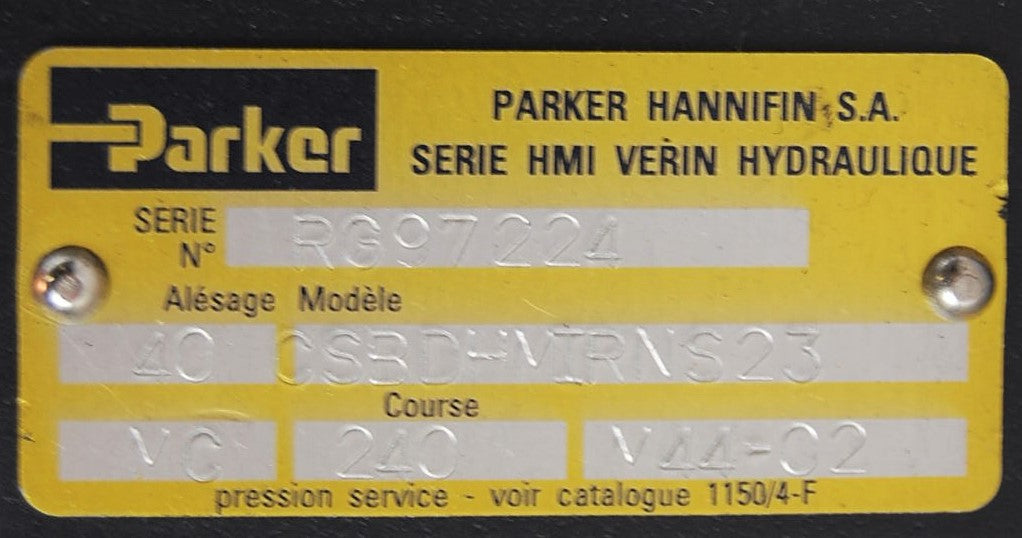 Parker
PARKER HANNIFIN S.A.
SERIE HMI VERIN HYDRAULIQUE
SERIE N° RG97224
Alésage Modèle
40 CSBDHMIRNS23
Course
VC 240 V44-02
pression service - voir catalogue 1150/4-F